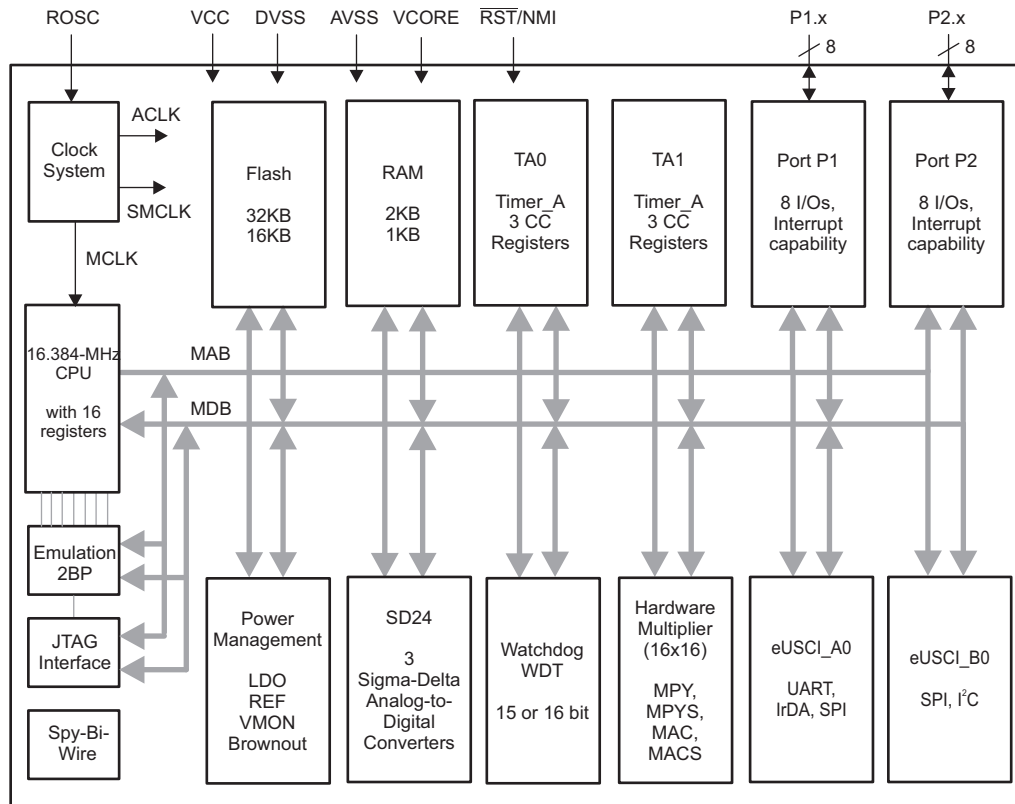 ROSC
VCC
DVSS
AVSS
VCORE
RST/NMI
P1.x
P2.x
8
8
Clock
System
ACLK
SMCLK
MCLK
Flash
32KB
16KB
RAM
2KB
1KB
TA0
Timer_A
3 CC
Registers
TA1
Timer_A
3 CC
Registers
Port P1
8 I/Os,
Interrupt
capability
Port P2
8 I/Os,
Interrupt
capability
16.384-MHz
CPU
with 16
registers
MAB
MDB
Emulation
2BP
JTAG
Interface
Spy-Bi-
Wire
Power
Management
LDO
REF
VMON
Brownout
SD24
3
Sigma-Delta
Analog-to-
Digital
Converters
Watchdog
WDT
15 or 16 bit
Hardware
Multiplier
(16x16)
MPY,
MPYS,
MAC,
MACS
eUSCI_A0
UART,
IrDA, SPI
eUSCI_B0
SPI, I²C